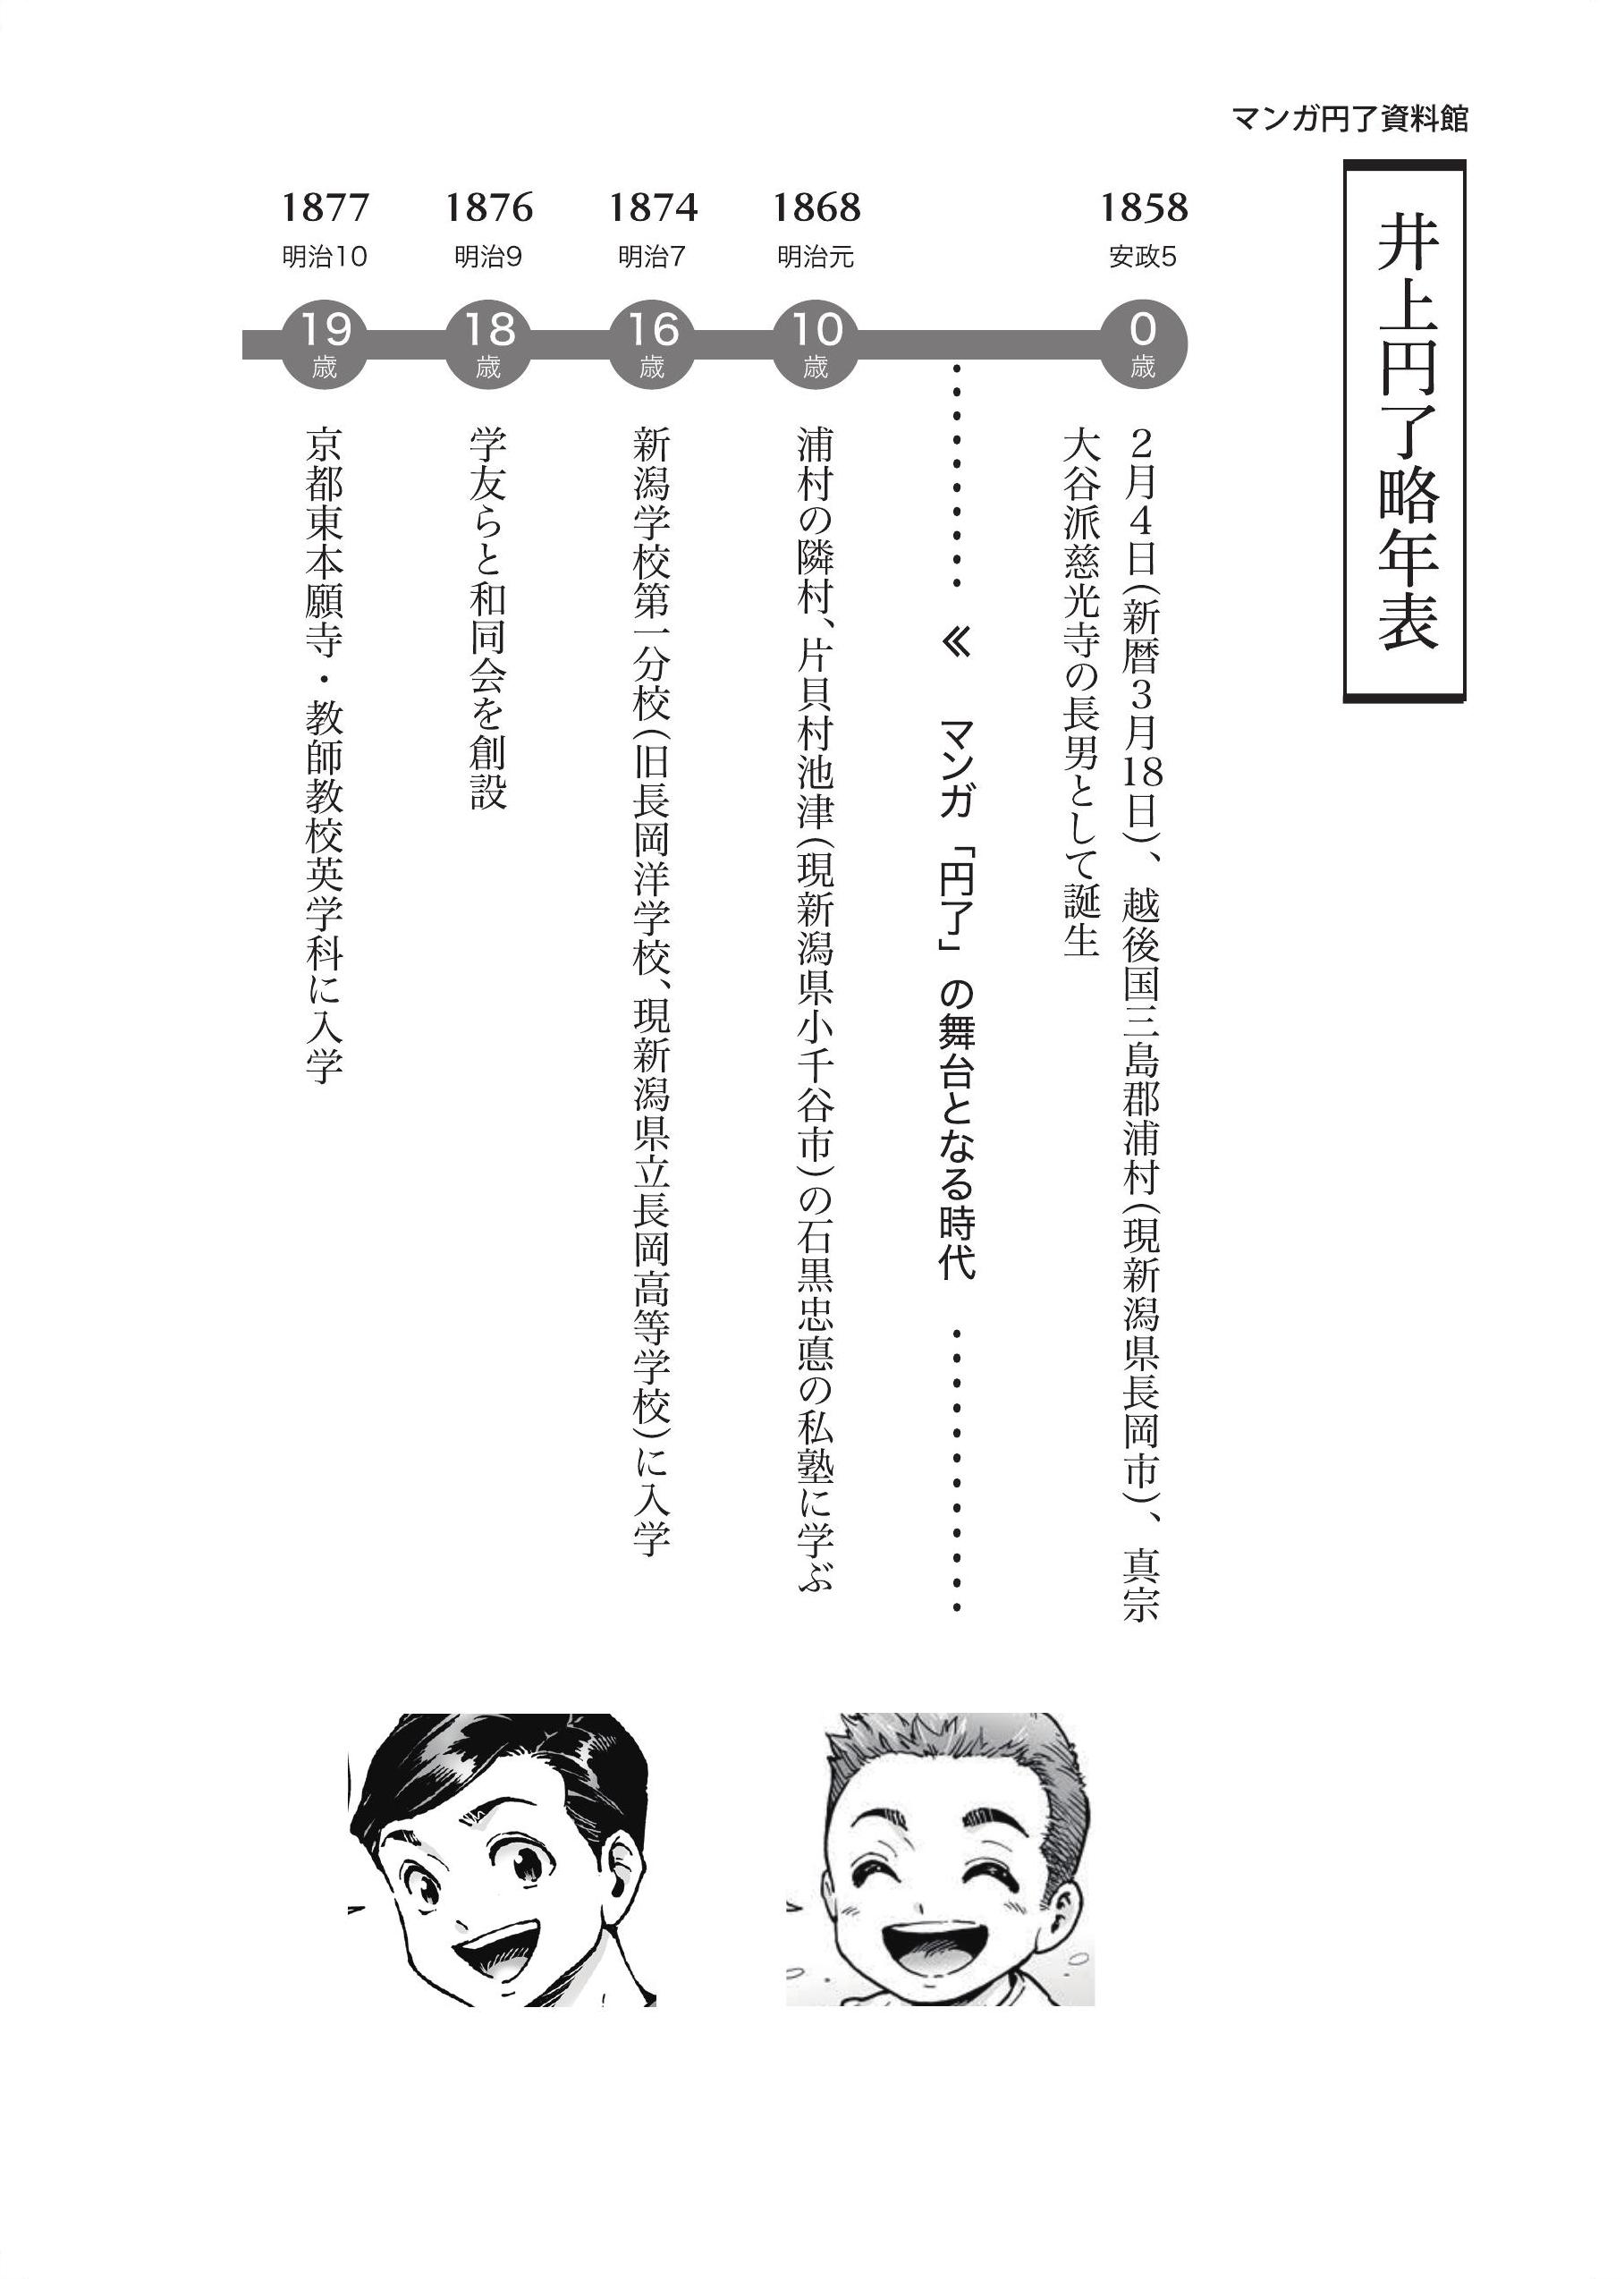 マンガ円了資料館
井上円了略年表
1858
安政5
0歳
2月4日(新暦3月18日)、越後国三島郡浦村(現新潟県長岡市)、真宗
大谷派慈光寺の長男として誕生
≪ マンガ「円了」の舞台となる時代
1868
明治元
10歳
浦村の隣村、片貝村池津(現新潟県小千谷市)の石黒忠悳の私塾に学ぶ
1874
明治7
16歳
新潟学校第一分校(旧長岡洋学校、現新潟県立長岡高等学校)に入学
1876
明治9
18歳
学友らと和同会を創設
1877
明治10
19歳
京都東本願寺・教師教校英学科に入学